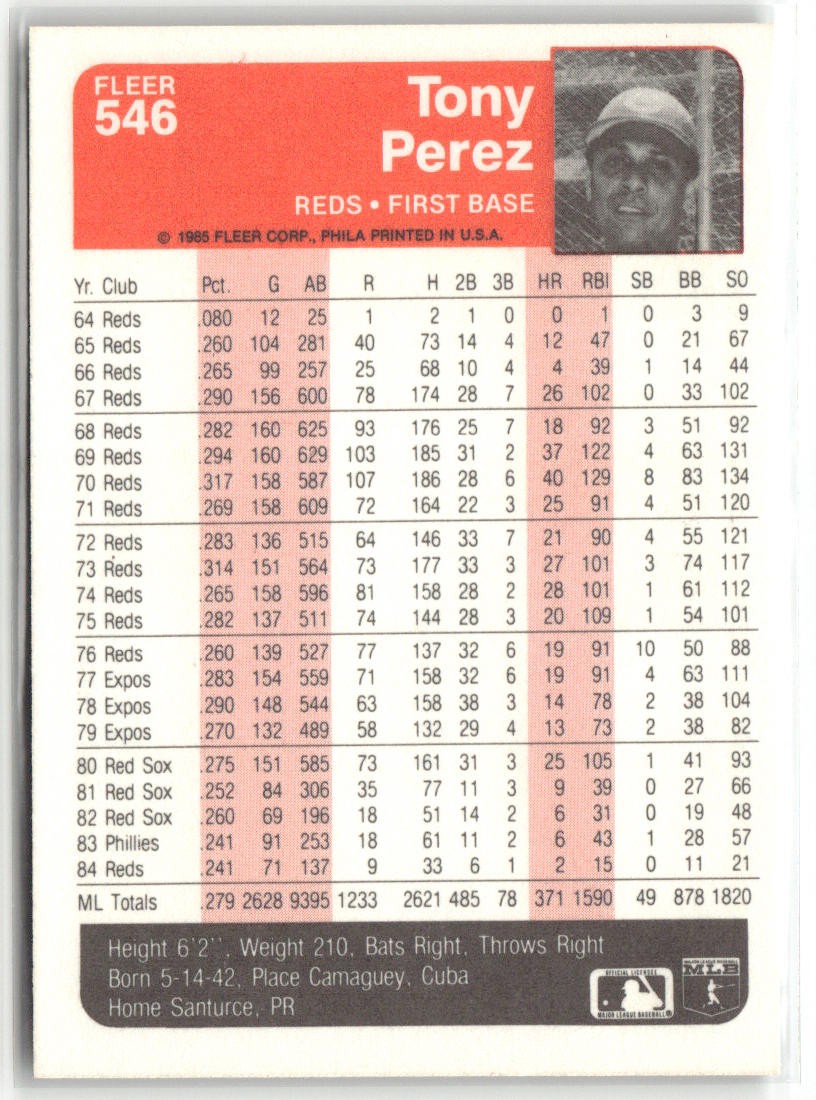 FLEER
546
Tony
Perez
REDS • FIRST BASE
© 1985 FLEER CORP., PHILA PRINTED IN U.S.A.
Yr. Club Pct. G AB R H 2B 3B HR RBI SB BB SO
64 Reds .080 12 25 1 2 1 0 0 1 0 3 9
65 Reds .260 104 281 40 73 14 4 12 47 0 21 67
66 Reds .265 99 257 25 68 10 4 4 39 1 14 44
67 Reds .290 156 600 78 174 28 7 26 102 0 33 102
68 Reds .282 160 625 93 176 25 7 18 92 3 51 92
69 Reds .294 160 629 103 185 31 2 37 122 4 63 131
70 Reds .317 158 587 107 186 28 6 40 129 8 83 134
71 Reds .269 158 609 72 164 22 3 25 91 4 51 120
72 Reds .283 136 515 64 146 33 7 21 90 4 55 121
73 Reds .314 151 564 73 177 33 3 27 101 3 74 117
74 Reds .265 158 596 81 158 28 2 28 101 1 61 112
75 Reds .282 137 511 74 144 28 3 20 109 1 54 101
76 Reds .260 139 527 77 137 32 6 19 91 10 50 88
77 Expos .283 154 559 71 158 32 6 19 91 4 63 111
78 Expos .290 148 544 63 158 38 3 14 78 2 38 104
79 Expos .270 132 489 58 132 29 4 13 73 2 38 82
80 Red Sox .275 151 585 73 161 31 3 25 105 1 41 93
81 Red Sox .252 84 306 35 77 11 3 9 39 0 27 66
82 Red Sox .260 69 196 18 51 14 2 6 31 0 19 48
83 Phillies .241 91 253 18 61 11 2 6 43 1 28 57
84 Reds .241 71 137 9 33 6 1 2 15 0 11 21
ML Totals .279 2628 9395 1233 2621 485 78 371 1590 49 878 1820
Height 6'2'', Weight 210, Bats Right, Throws Right
Born 5-14-42, Place Camaguey, Cuba
Home Santurce, PR
OFFICIAL LICENSEE
MAJOR LEAGUE BASEBALL
MAJOR LEAGUE BASEBALL
MLB